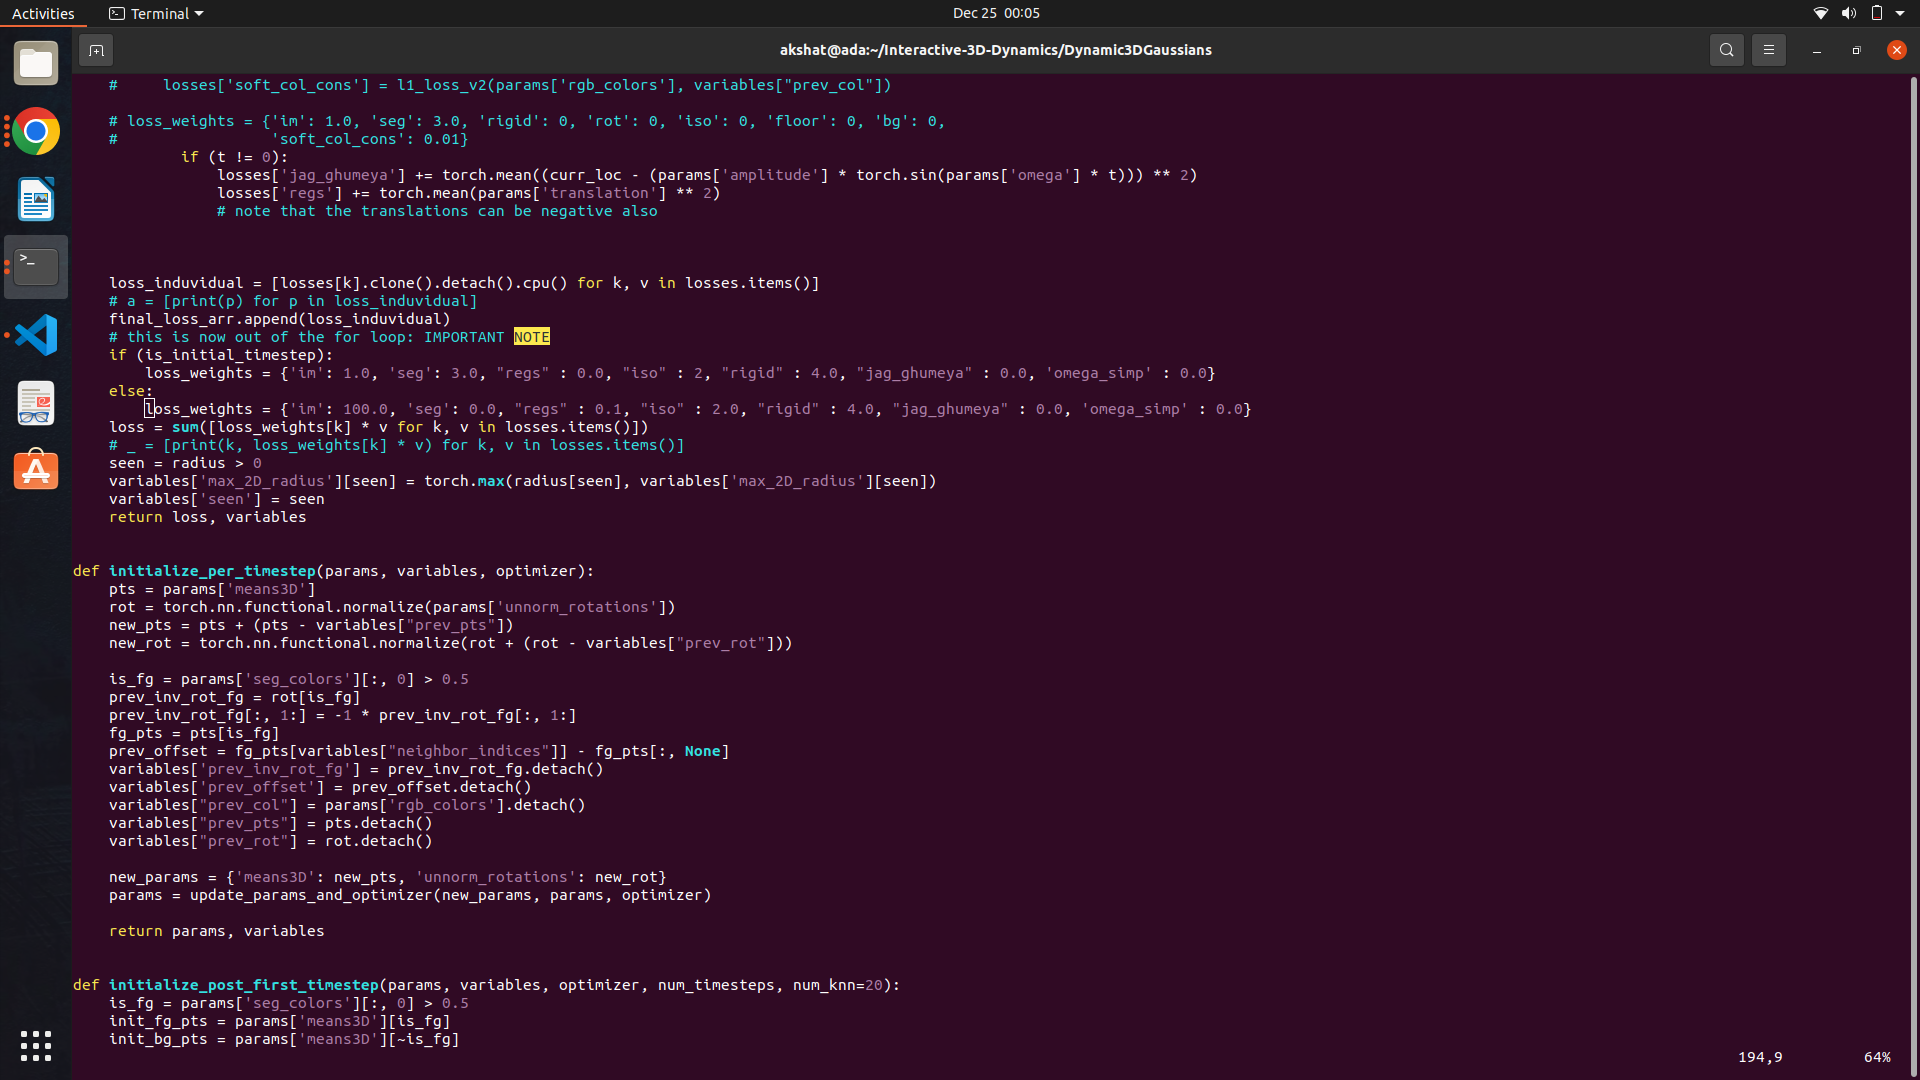 Activities
Terminal
Dec 25 00:05
akshat@ada:~/Interactive-3D-Dynamics/Dynamic3DGaussians
#     losses['soft_col_cons'] = l1_loss_v2(params['rgb_colors'], variables["prev_col"])
# loss_weights = {'im': 1.0, 'seg': 3.0, 'rigid': 0, 'rot': 0, 'iso': 0, 'floor': 0, 'bg': 0,
#                 'soft_col_cons': 0.01}
if (t != 0):
losses['jag_ghumeya'] += torch.mean((curr_loc - (params['amplitude'] * torch.sin(params['omega'] * t))) ** 2)
losses['regs'] += torch.mean(params['translation'] ** 2)
# note that the translations can be negative also
loss_induvidual = [losses[k].clone().detach().cpu() for k, v in losses.items()]
# a = [print(p) for p in loss_induvidual]
final_loss_arr.append(loss_induvidual)
# this is now out of the for loop: IMPORTANT NOTE
if (is_initial_timestep):
loss_weights = {'im': 1.0, 'seg': 3.0, "regs" : 0.0, "iso" : 2, "rigid" : 4.0, "jag_ghumeya" : 0.0, 'omega_simp' : 0.0}
else:
loss_weights = {'im': 100.0, 'seg': 0.0, "regs" : 0.1, "iso" : 2.0, "rigid" : 4.0, "jag_ghumeya" : 0.0, 'omega_simp' : 0.0}
loss = sum([loss_weights[k] * v for k, v in losses.items()])
# _ = [print(k, loss_weights[k] * v) for k, v in losses.items()]
seen = radius > 0
variables['max_2D_radius'][seen] = torch.max(radius[seen], variables['max_2D_radius'][seen])
variables['seen'] = seen
return loss, variables
def initialize_per_timestep(params, variables, optimizer):
pts = params['means3D']
rot = torch.nn.functional.normalize(params['unnorm_rotations'])
new_pts = pts + (pts - variables["prev_pts"])
new_rot = torch.nn.functional.normalize(rot + (rot - variables["prev_rot"]))
is_fg = params['seg_colors'][:, 0] > 0.5
prev_inv_rot_fg = rot[is_fg]
prev_inv_rot_fg[:, 1:] = -1 * prev_inv_rot_fg[:, 1:]
fg_pts = pts[is_fg]
prev_offset = fg_pts[variables["neighbor_indices"]] - fg_pts[:, None]
variables['prev_inv_rot_fg'] = prev_inv_rot_fg.detach()
variables['prev_offset'] = prev_offset.detach()
variables["prev_col"] = params['rgb_colors'].detach()
variables["prev_pts"] = pts.detach()
variables["prev_rot"] = rot.detach()
new_params = {'means3D': new_pts, 'unnorm_rotations': new_rot}
params = update_params_and_optimizer(new_params, params, optimizer)
return params, variables
def initialize_post_first_timestep(params, variables, optimizer, num_timesteps, num_knn=20):
is_fg = params['seg_colors'][:, 0] > 0.5
init_fg_pts = params['means3D'][is_fg]
init_bg_pts = params['means3D'][~is_fg]
194,9
64%